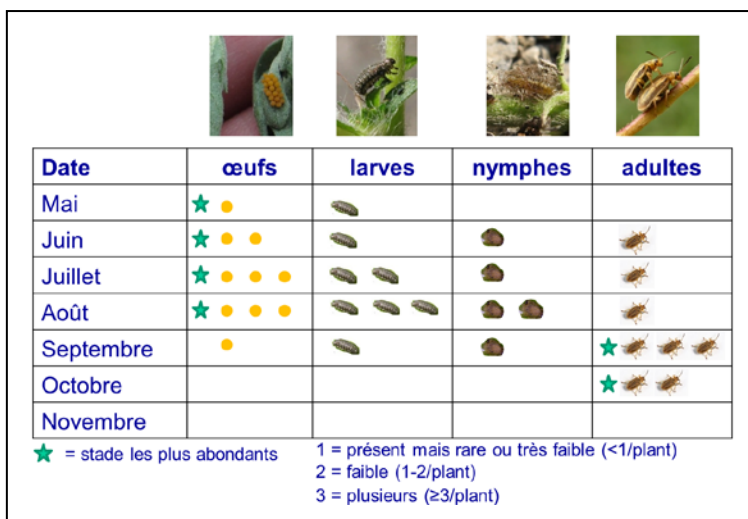 Date œufs larves nymphes adultes
Mai
Juin
Juillet
Août
Septembre
Octobre
Novembre
= stade les plus abondants
1 = présent mais rare ou très faible (<1/plant)
2 = faible (1-2/plant)
3 = plusieurs (≥3/plant)